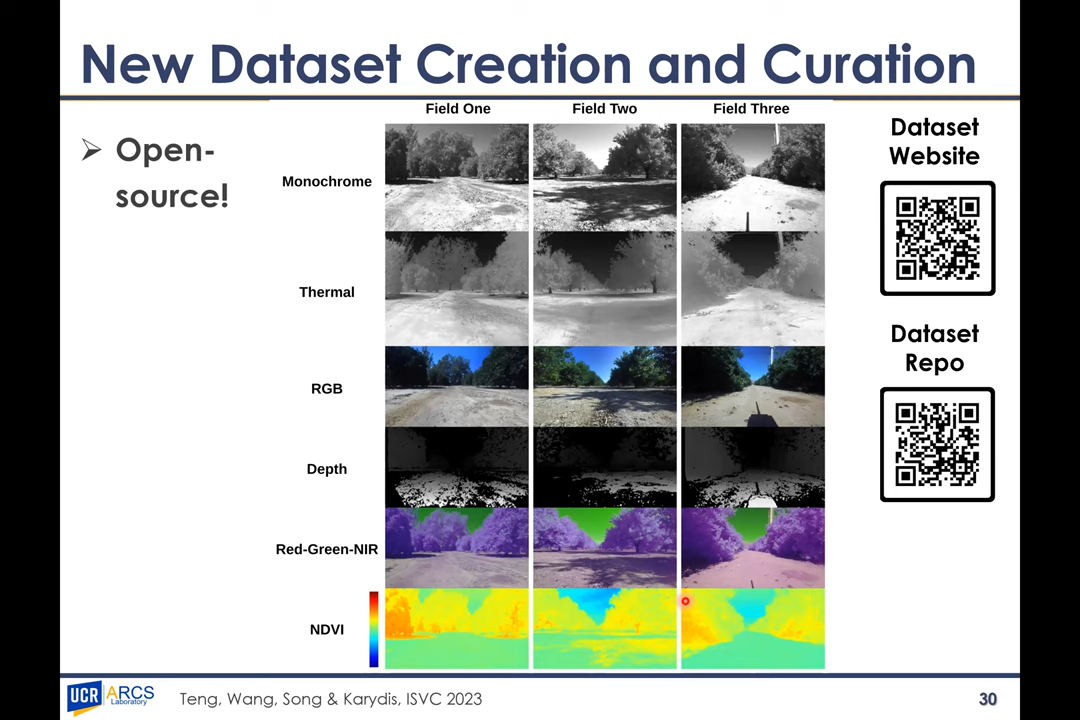 New Dataset Creation and Curation
Field One
Field Two
Field Three
➢ Open-
source!
Monochrome
Thermal
RGB
Depth
Red-Green-NIR
NDVI
Dataset
Website
Dataset
Repo
UCR ARCS
Laboratory
Teng, Wang, Song & Karydis, ISVC 2023
30